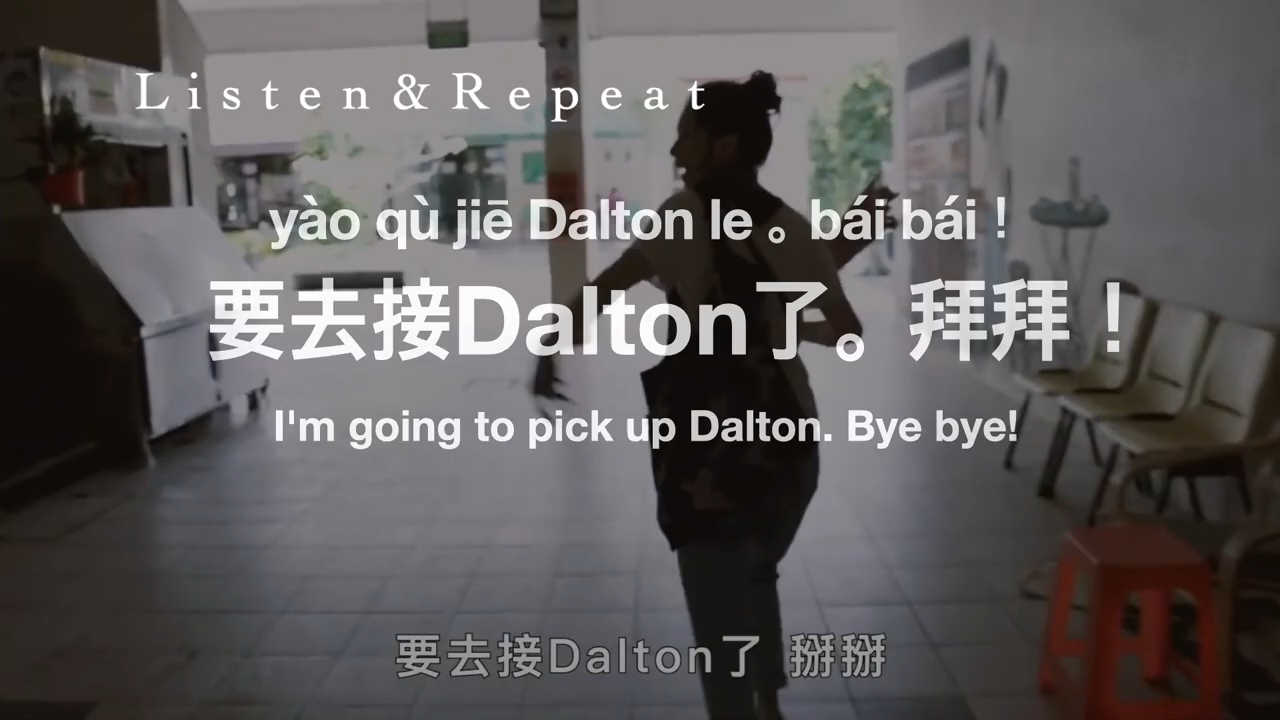 Listen & Repeat
yào qù jiē Dalton le 。bái bái！
要去接Dalton了。拜拜！
I'm going to pick up Dalton. Bye bye!
要去接Dalton了 掰掰